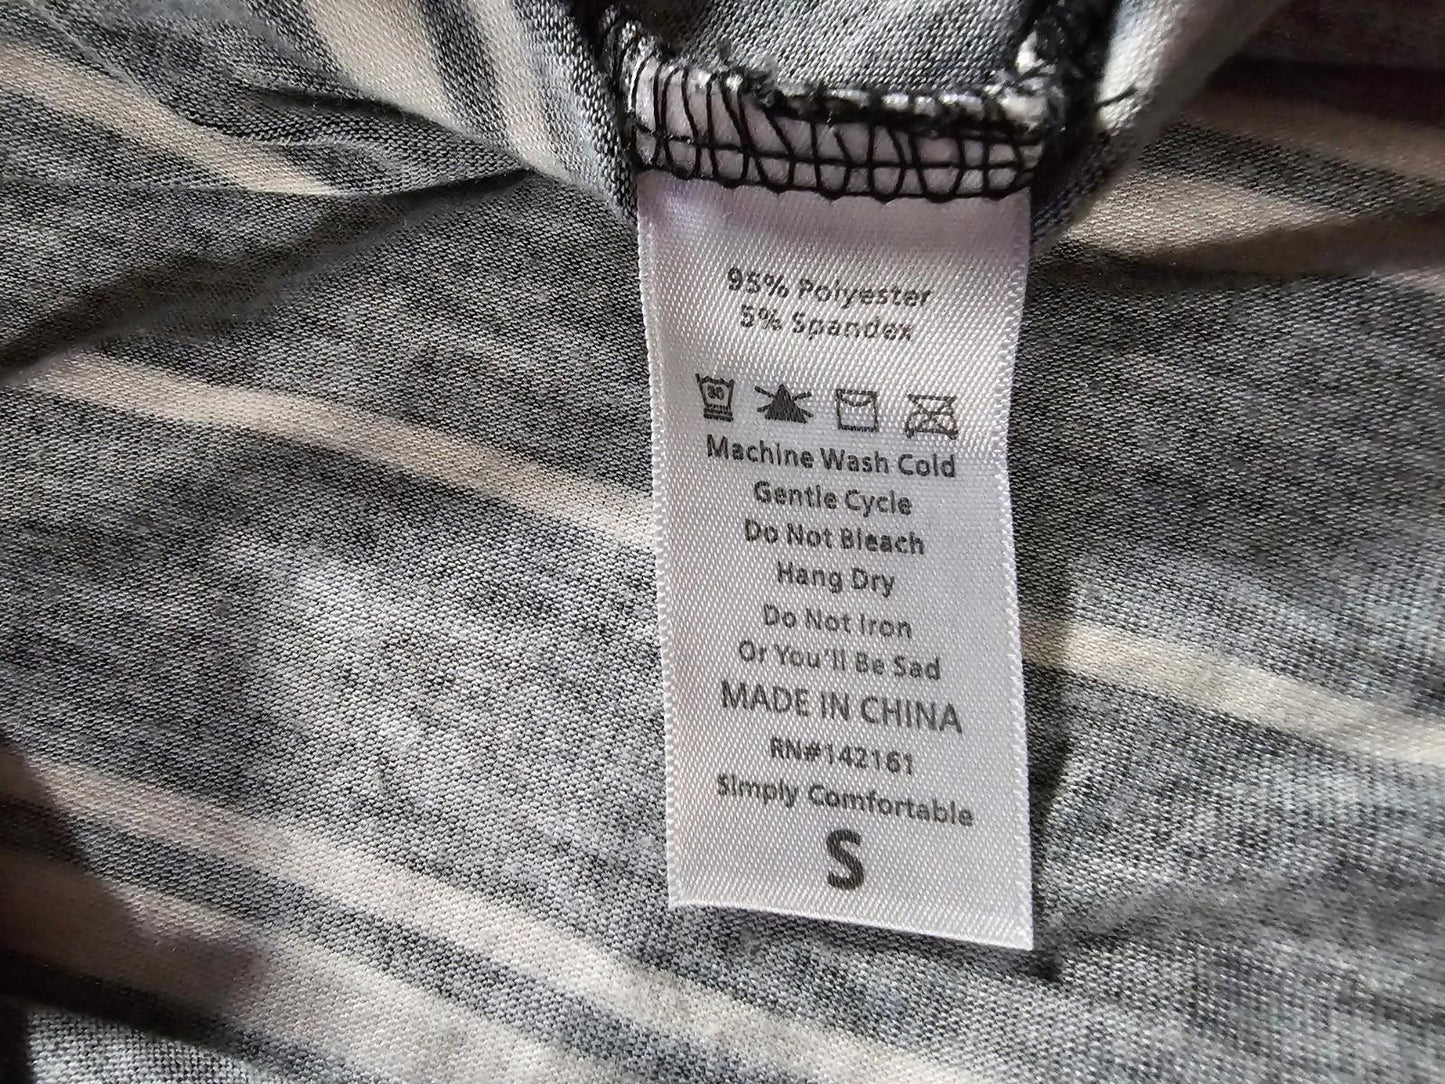 95% Polyester
5% Spandex
30
Machine Wash Cold
Gentle Cycle
Do Not Bleach
Hang Dry
Do Not Iron
Or You'll Be Sad
MADE IN CHINA
RN#142161
Simply Comfortable
S